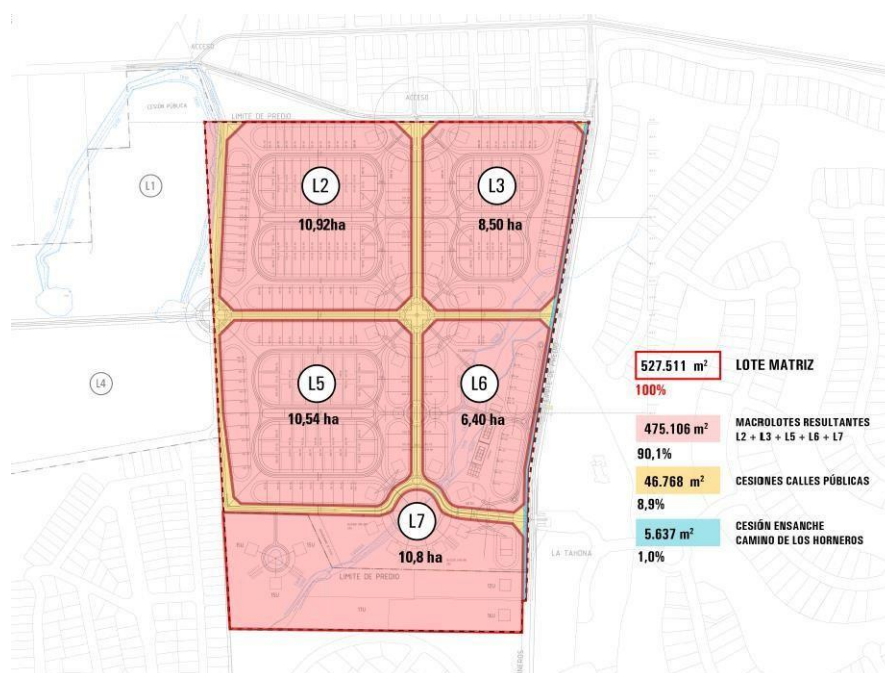 ACCESO
CESIÓN PÚBLICA
LIMITE DE PREDIO
ACCESO
L1
L2
10,92ha
L3
8,50 ha
L4
L5
10,54 ha
L6
6,40 ha
L7
10,8 ha
LIMITE DE PREDIO
LA TAHONA
527.511 m²
LOTE MATRIZ
100%
475.106 m²
MACROLOTES RESULTANTES
L2 + L3 + L5 + L6 + L7
90,1%
46.768 m²
CESIONES CALLES PÚBLICAS
8,9%
5.637 m²
CESIÓN ENSANCHE
CAMINO DE LOS HORNEROS
1,0%